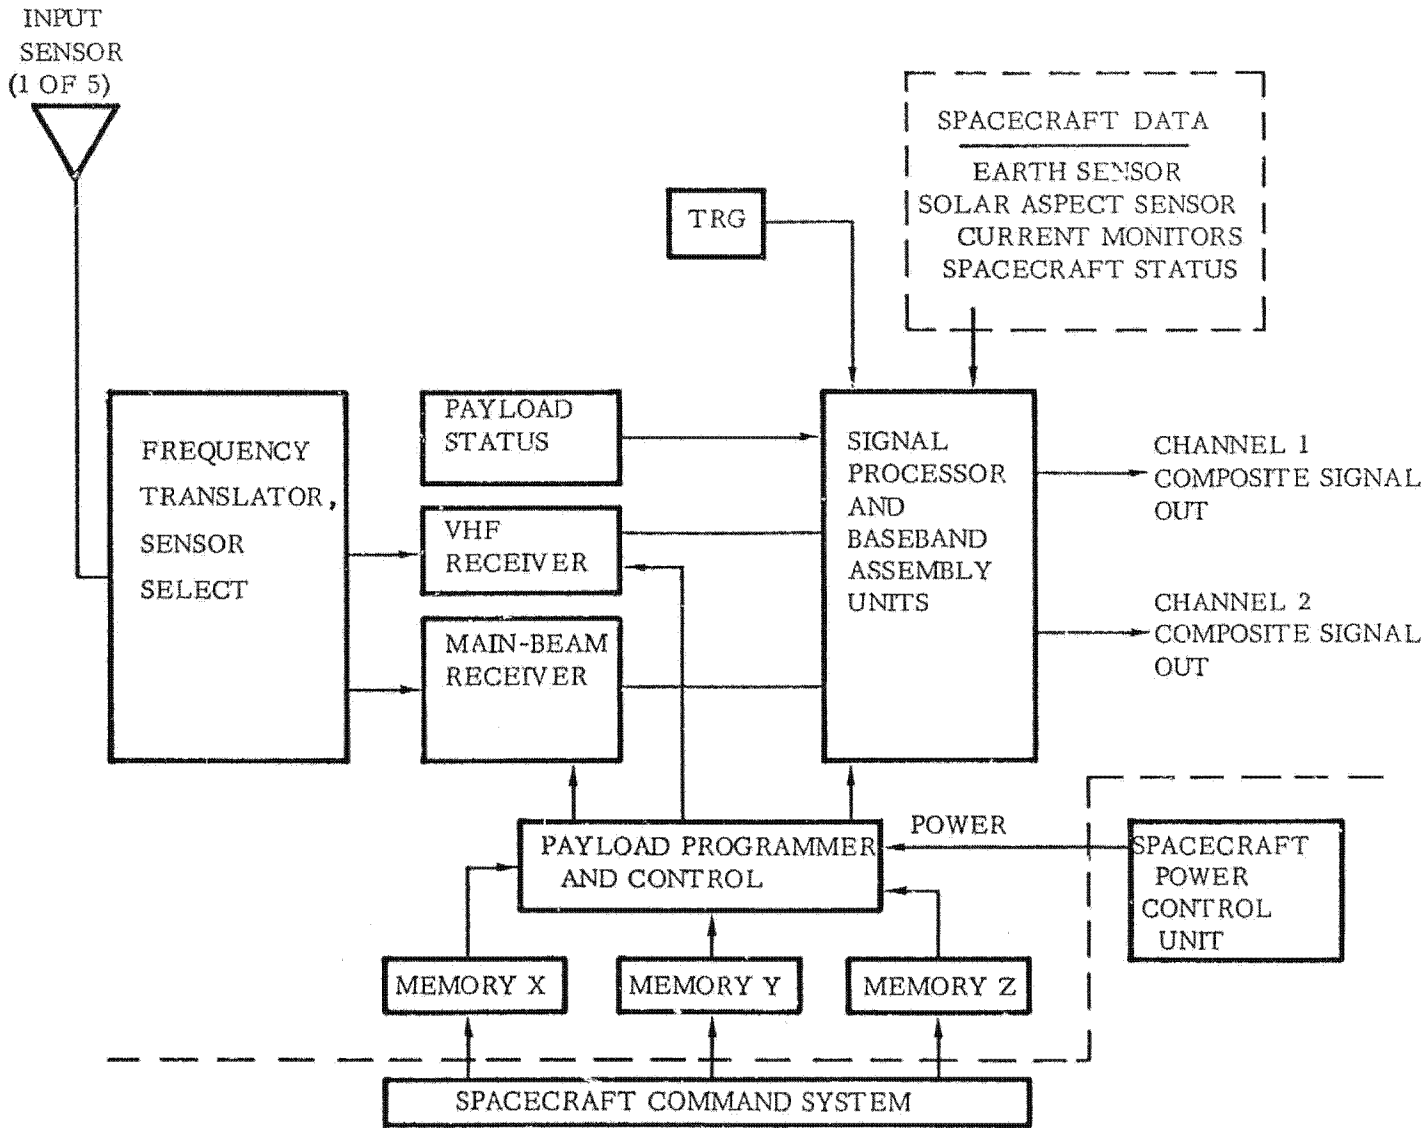 INPUT
SENSOR
(1 OF 5)
SPACECRAFT DATA
EARTH SENSOR
SOLAR ASPECT SENSOR
CURRENT MONITORS
SPACECRAFT STATUS
TRG
FREQUENCY
TRANSLATOR,
SENSOR
SELECT
PAYLOAD
STATUS
VHF
RECEIVER
MAIN-BEAM
RECEIVER
SIGNAL
PROCESSOR
AND
BASEBAND
ASSEMBLY
UNITS
CHANNEL 1
COMPOSITE SIGNAL
OUT
CHANNEL 2
COMPOSITE SIGNAL
OUT
PAYLOAD PROGRAMMER
AND CONTROL
POWER
SPACECRAFT
POWER
CONTROL
UNIT
MEMORY X
MEMORY Y
MEMORY Z
SPACECRAFT COMMAND SYSTEM